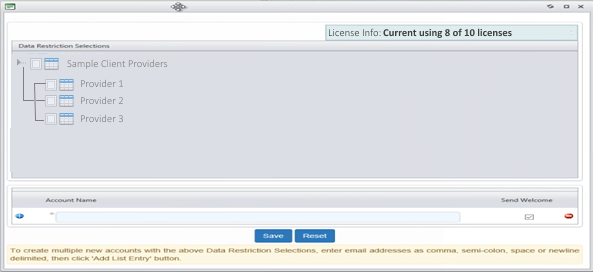 License Info: Current using 8 of 10 licenses
Data Restriction Selections
Sample Client Providers
Provider 1
Provider 2
Provider 3
Account Name Send Welcome
*
Save Reset
To create multiple new accounts with the above Data Restriction Selections, enter email addresses as comma, semi-colon, space or newline
delimited, then click 'Add List Entry' button.